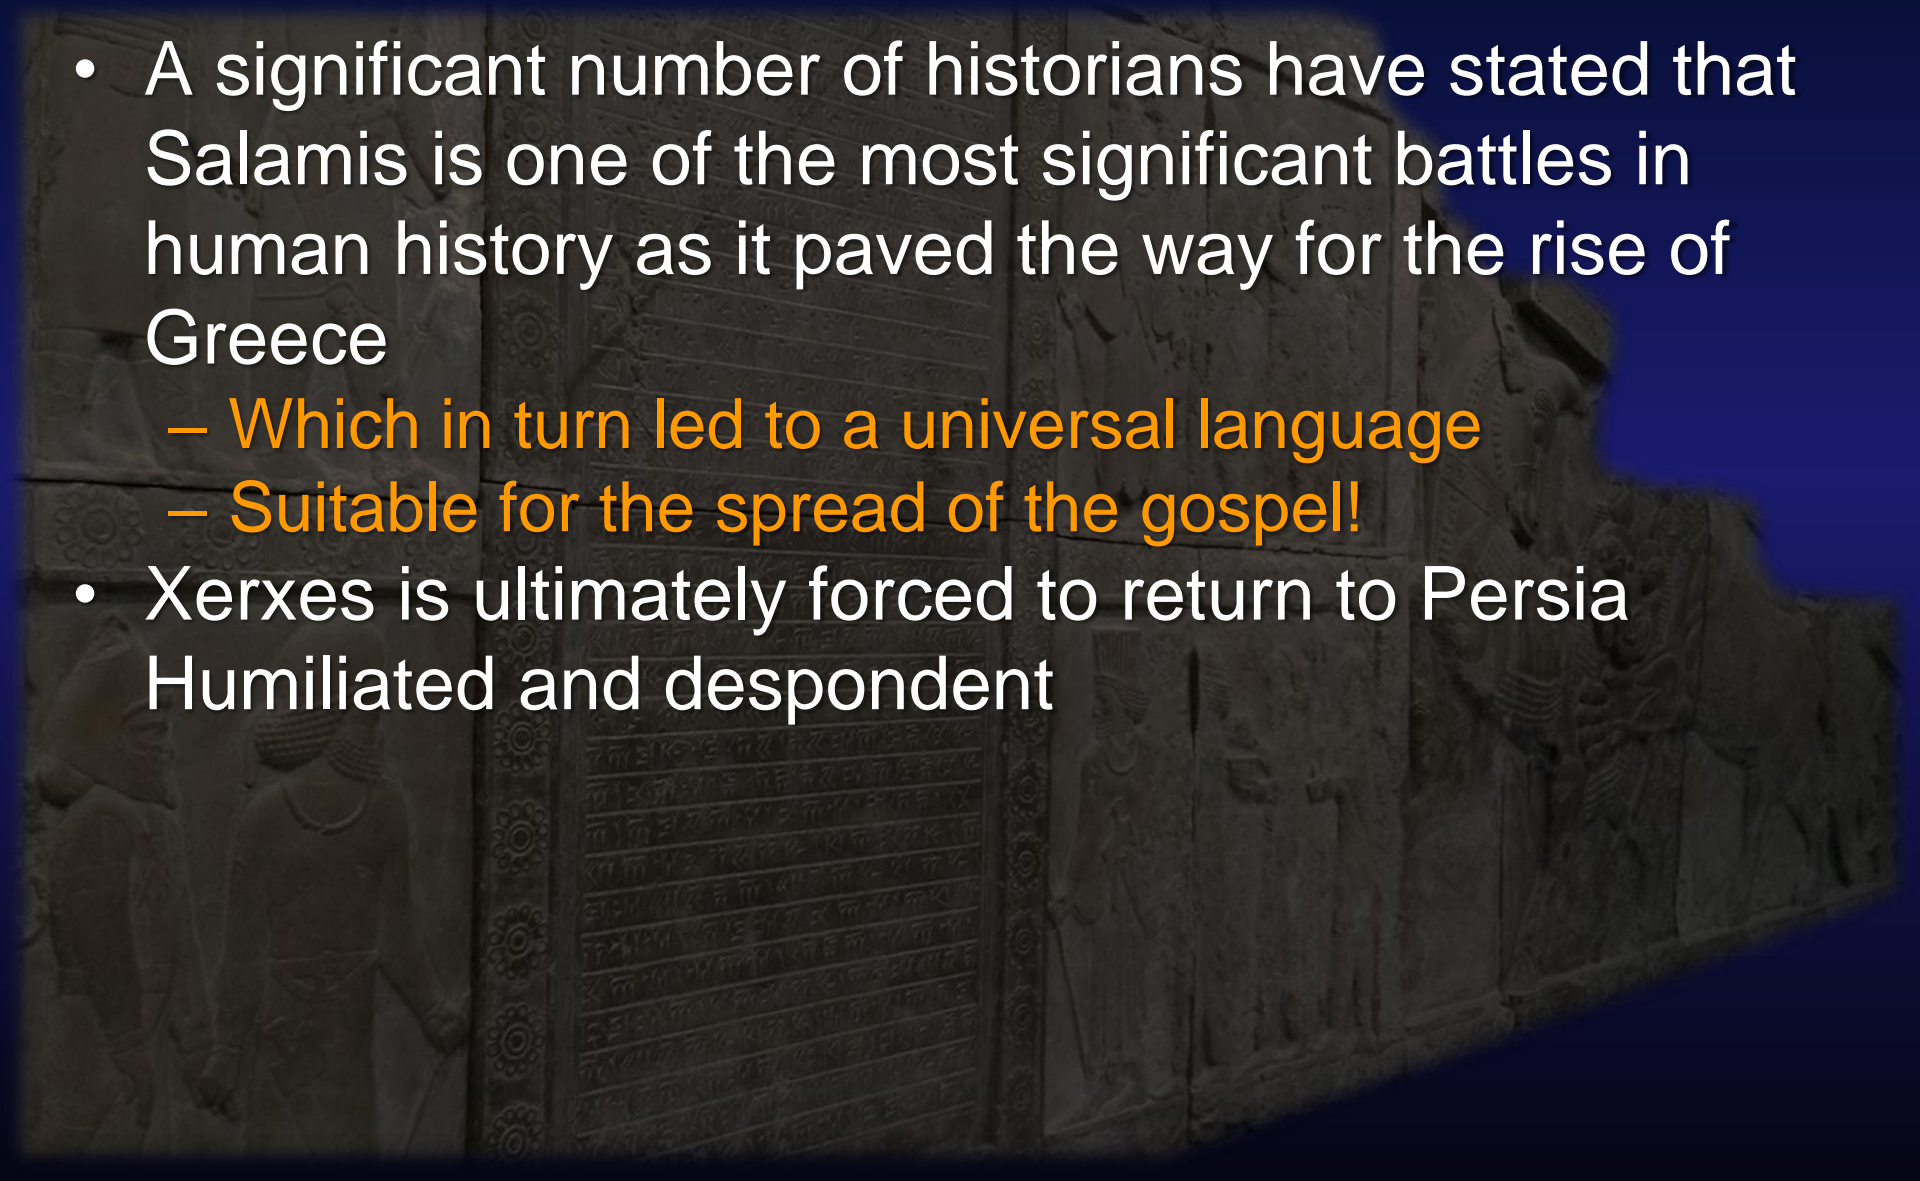 • A significant number of historians have stated that
Salamis is one of the most significant battles in
human history as it paved the way for the rise of
Greece
– Which in turn led to a universal language
– Suitable for the spread of the gospel!
• Xerxes is ultimately forced to return to Persia
Humiliated and despondent